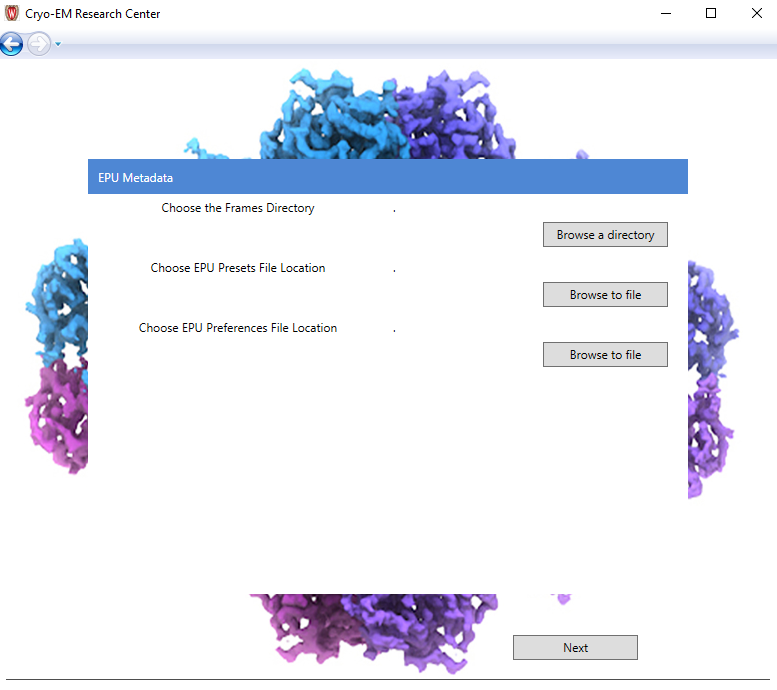 Cryo-EM Research Center
EPU Metadata
Choose the Frames Directory .
Browse a directory
Choose EPU Presets File Location .
Browse to file
Choose EPU Preferences File Location .
Browse to file
Next